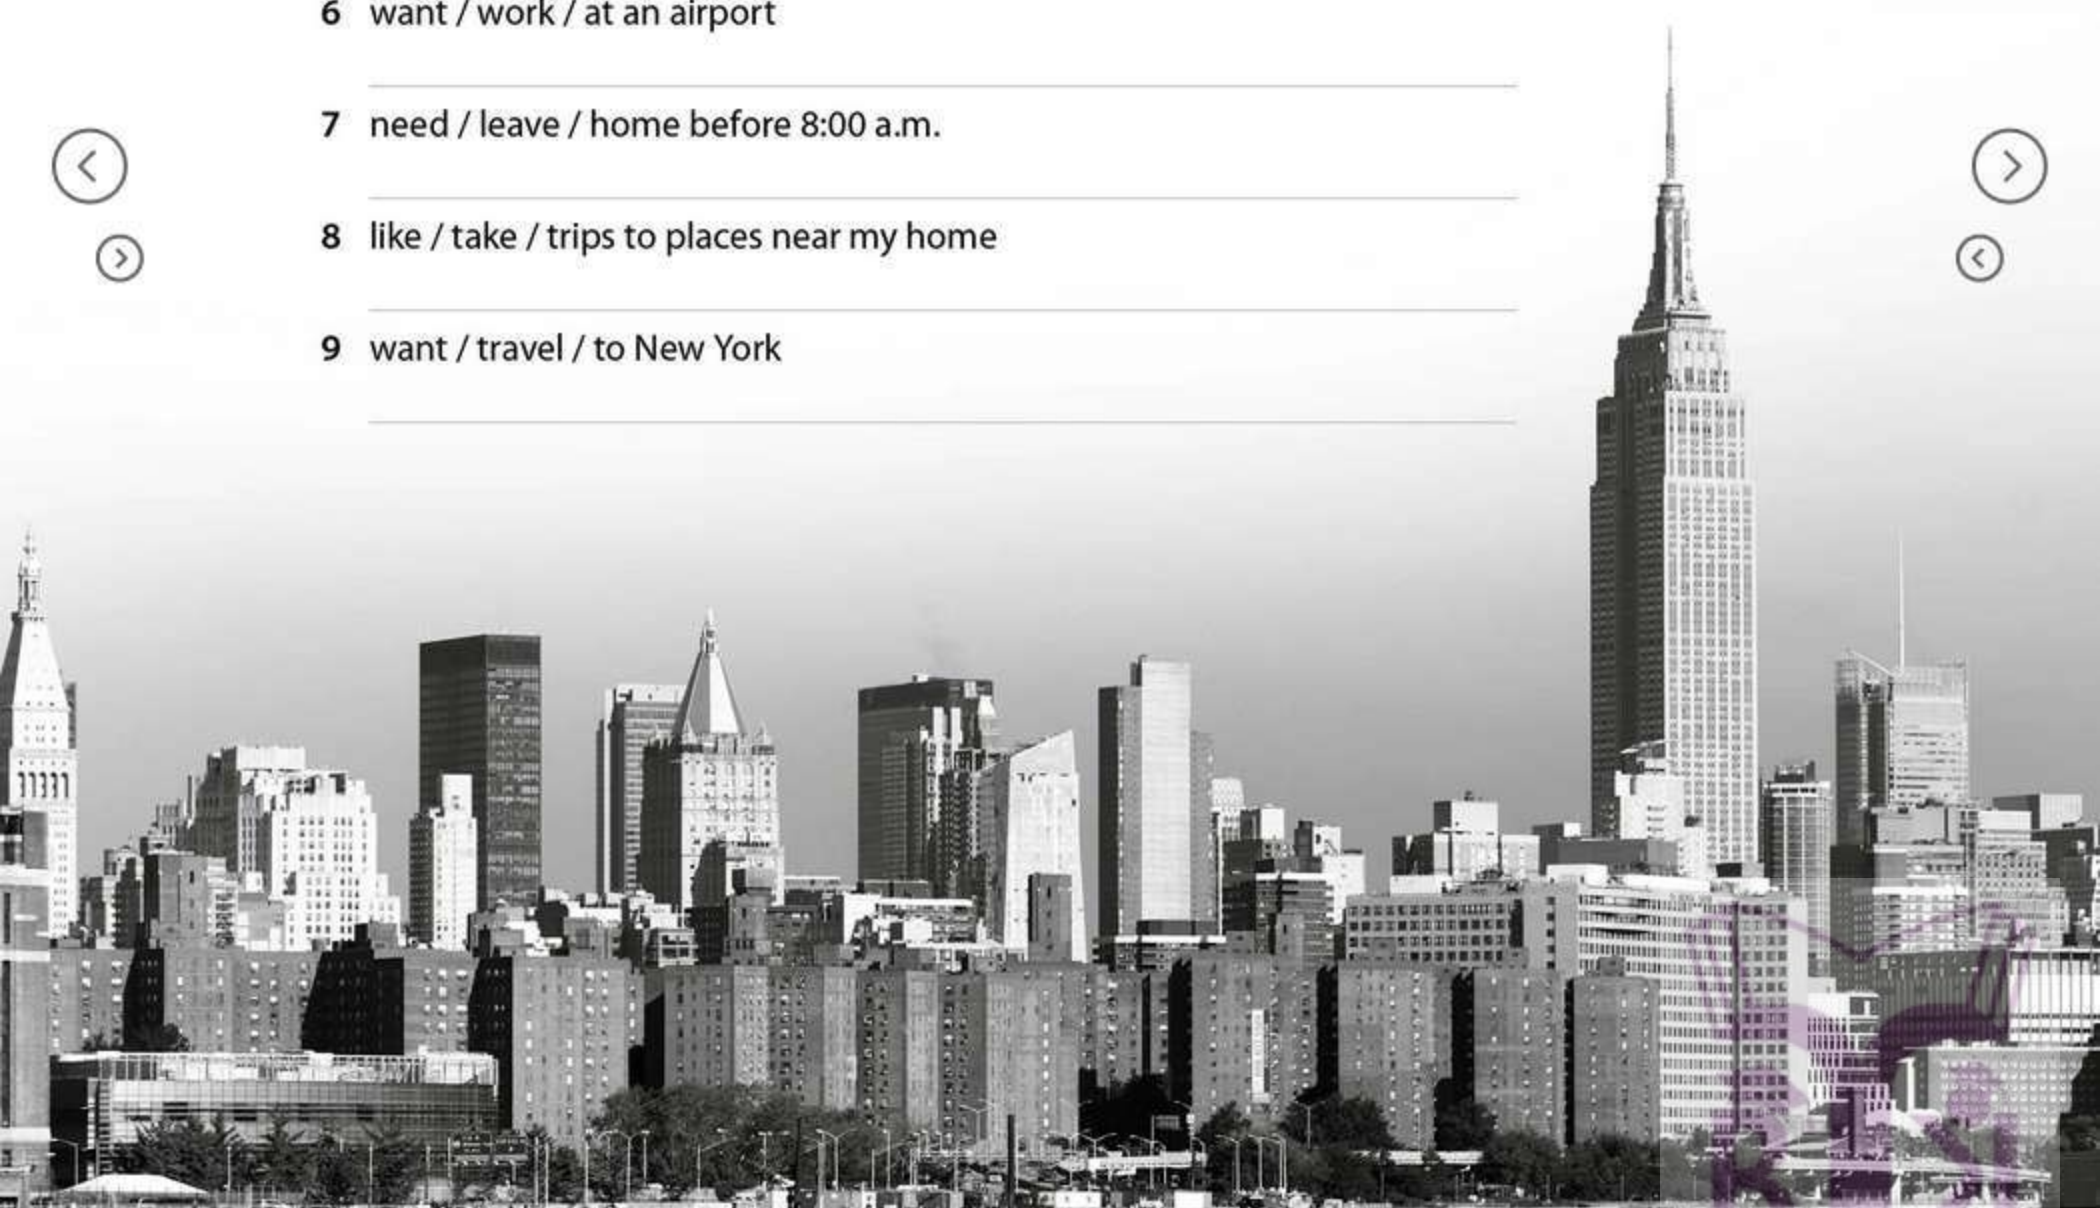 6 want / work / at an airport
7 need / leave / home before 8:00 a.m.
8 like / take / trips to places near my home
9 want / travel / to New York